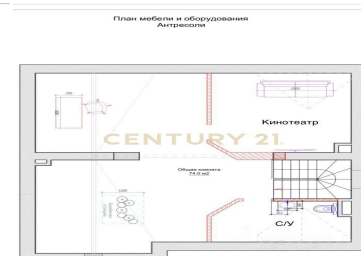 План мебели и оборудования
Антресоли
Кинотеатр
CENTURY 21.
Общая комната
74.0 м2
С/У